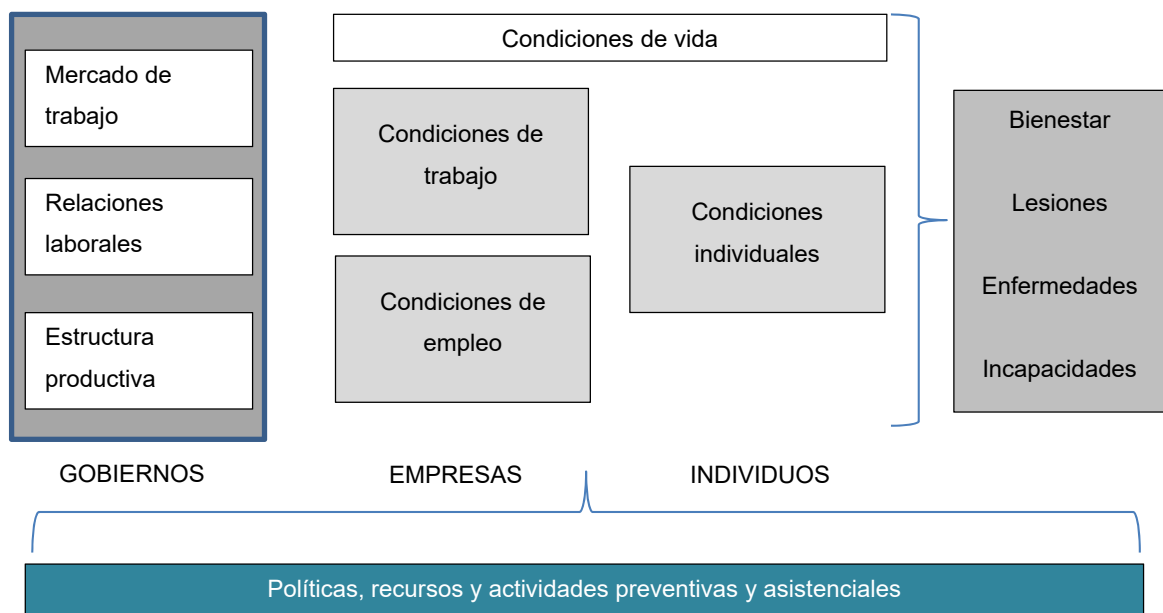 Condiciones de vida
Mercado de
trabajo
Relaciones
laborales
Estructura
productiva
Condiciones de
trabajo
Condiciones de
empleo
Condiciones
individuales
Bienestar
Lesiones
Enfermedades
Incapacidades
GOBIERNOS
EMPRESAS
INDIVIDUOS
Políticas, recursos y actividades preventivas y asistenciales